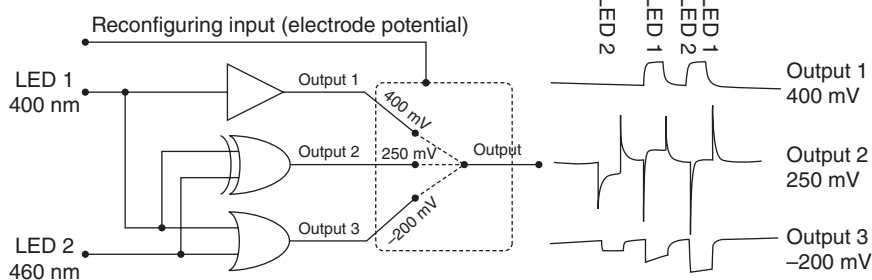 Reconfiguring input (electrode potential)
LED 1
400 nm
Output 1
400 mV
Output 2
250 mV
Output
Output 3
–200 mV
LED 2
460 nm
LED 2
LED 1
LED 2
LED 1
Output 1
400 mV
Output 2
250 mV
Output 3
–200 mV